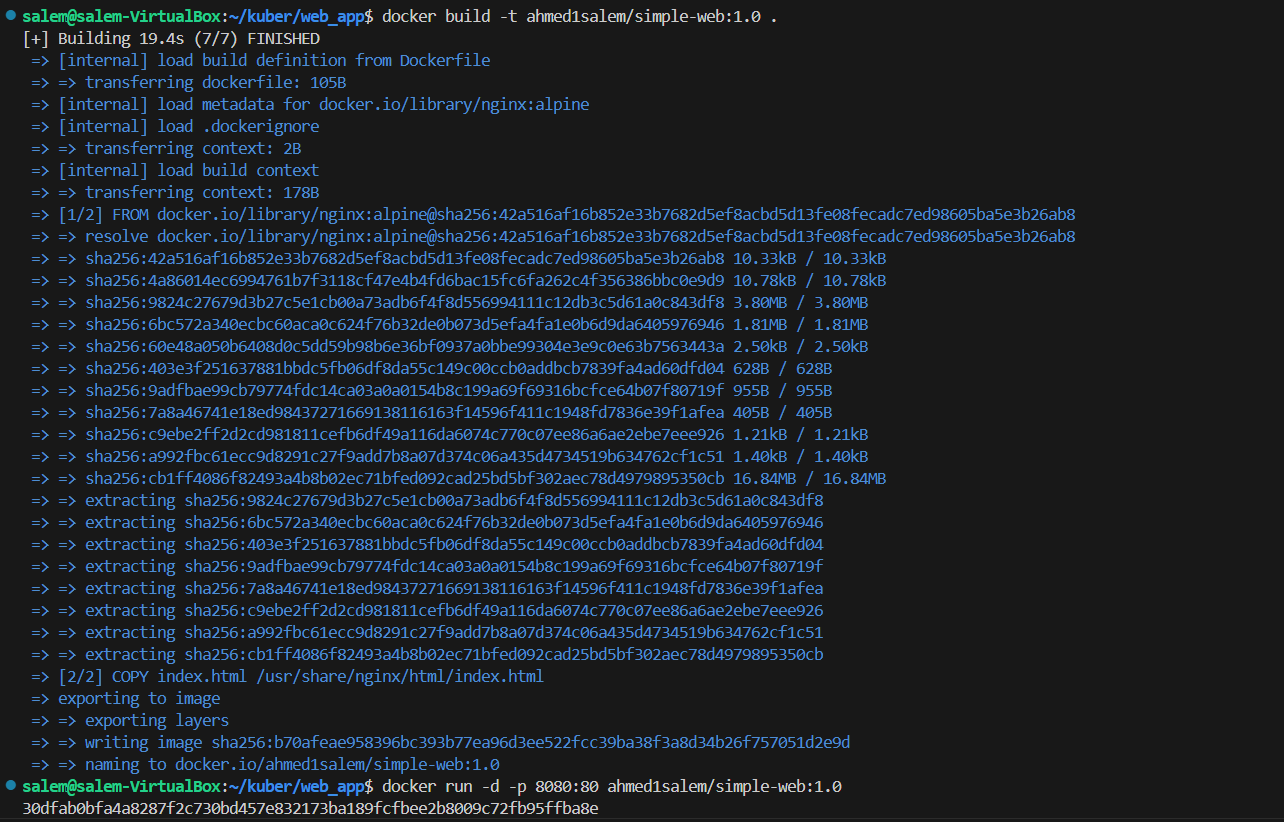 salem@salem-VirtualBox:~/kuber/web_app$ docker build -t ahmed1salem/simple-web:1.0 .
[+] Building 19.4s (7/7) FINISHED
=> [internal] load build definition from Dockerfile
=> => transferring dockerfile: 105B
=> [internal] load metadata for docker.io/library/nginx:alpine
=> [internal] load .dockerignore
=> => transferring context: 2B
=> [internal] load build context
=> => transferring context: 178B
=> [1/2] FROM docker.io/library/nginx:alpine@sha256:42a516af16b852e33b7682d5ef8acbd5d13fe08fecadc7ed98605ba5e3b26ab8
=> => resolve docker.io/library/nginx:alpine@sha256:42a516af16b852e33b7682d5ef8acbd5d13fe08fecadc7ed98605ba5e3b26ab8
=> => sha256:42a516af16b852e33b7682d5ef8acbd5d13fe08fecadc7ed98605ba5e3b26ab8 10.33kB / 10.33kB
=> => sha256:4a86014ec6994761b7f3118cf47e4b4fd6bac15fc6fa262c4f356386bbc0e9d9 10.78kB / 10.78kB
=> => sha256:9824c27679d3b27c5e1cb00a73adb6f4f8d556994111c12db3c5d61a0c843df8 3.80MB / 3.80MB
=> => sha256:6bc572a340ecbc60aca0c624f76b32de0b073d5efa4fa1e0b6d9da6405976946 1.81MB / 1.81MB
=> => sha256:60e48a050b6408d0c5dd59b98b6e36bf0937a0bbe99304e3e9c0e63b7563443a 2.50kB / 2.50kB
=> => sha256:403e3f251637881bbdc5fb06df8da55c149c00ccb0addbcb7839fa4ad60dfd04 628B / 628B
=> => sha256:9adfbae99cb79774fdc14ca03a0a0154b8c199a69f69316bcfce64b07f80719f 955B / 955B
=> => sha256:7a8a46741e18ed98437271669138116163f14596f411c1948fd7836e39f1afea 405B / 405B
=> => sha256:c9ebe2ff2d2cd981811cefb6df49a116da6074c770c07ee86a6ae2ebe7eee926 1.21kB / 1.21kB
=> => sha256:a992fbc61ecc9d8291c27f9add7b8a07d374c06a435d4734519b634762cf1c51 1.40kB / 1.40kB
=> => sha256:cb1ff4086f82493a4b8b02ec71bfed092cad25bd5bf302aec78d4979895350cb 16.84MB / 16.84MB
=> => extracting sha256:9824c27679d3b27c5e1cb00a73adb6f4f8d556994111c12db3c5d61a0c843df8
=> => extracting sha256:6bc572a340ecbc60aca0c624f76b32de0b073d5efa4fa1e0b6d9da6405976946
=> => extracting sha256:403e3f251637881bbdc5fb06df8da55c149c00ccb0addbcb7839fa4ad60dfd04
=> => extracting sha256:9adfbae99cb79774fdc14ca03a0a0154b8c199a69f69316bcfce64b07f80719f
=> => extracting sha256:7a8a46741e18ed98437271669138116163f14596f411c1948fd7836e39f1afea
=> => extracting sha256:c9ebe2ff2d2cd981811cefb6df49a116da6074c770c07ee86a6ae2ebe7eee926
=> => extracting sha256:a992fbc61ecc9d8291c27f9add7b8a07d374c06a435d4734519b634762cf1c51
=> => extracting sha256:cb1ff4086f82493a4b8b02ec71bfed092cad25bd5bf302aec78d4979895350cb
=> [2/2] COPY index.html /usr/share/nginx/html/index.html
=> exporting to image
=> => exporting layers
=> => writing image sha256:b70afeae958396bc393b77ea96d3ee522fcc39ba38f3a8d34b26f757051d2e9d
=> => naming to docker.io/ahmed1salem/simple-web:1.0
salem@salem-VirtualBox:~/kuber/web_app$ docker run -d -p 8080:80 ahmed1salem/simple-web:1.0
30dfab0bfa4a8287f2c730bd457e832173ba189fcfbee2b8009c72fb95ffba8e